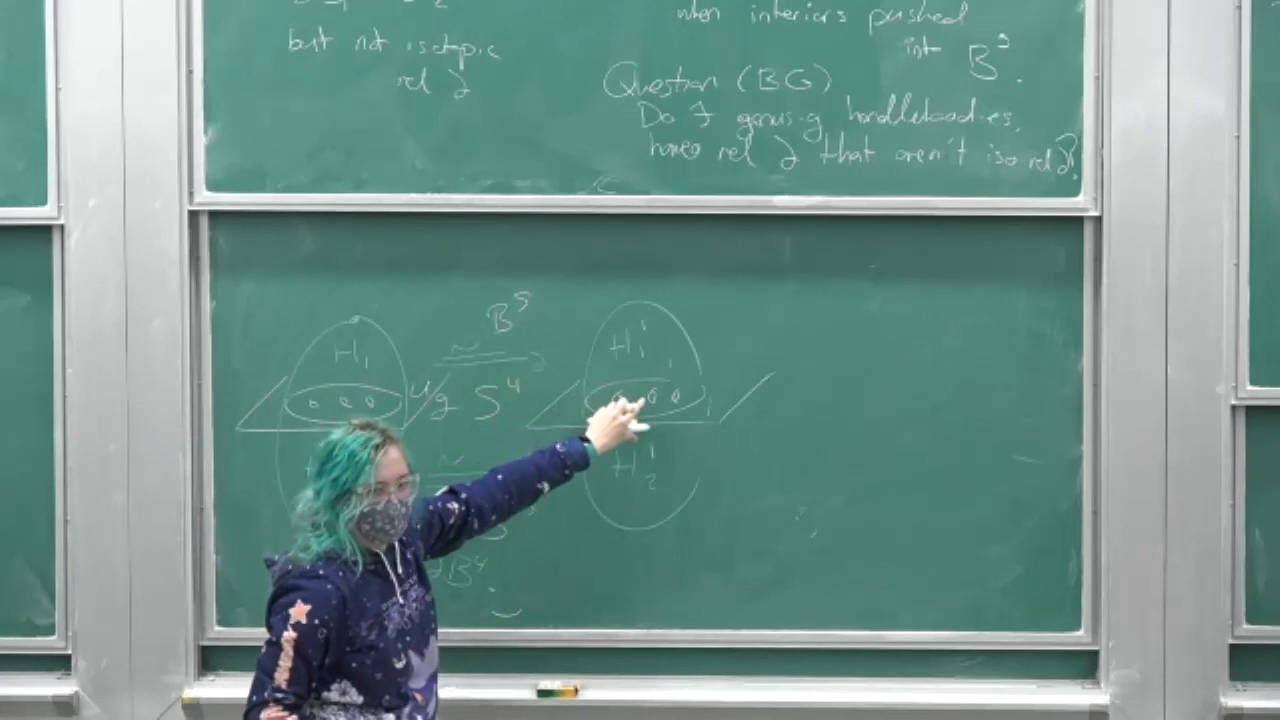 but not isotopic
rel ∂
when interiors pushed
into B⁵.
Question (BG)
Do ∃ genus-g handlebodies,
homeo rel ∂ that aren't iso rel ∂?
B⁵
H₁
~
S⁴
H₁'
H₂'
~
∂B⁴